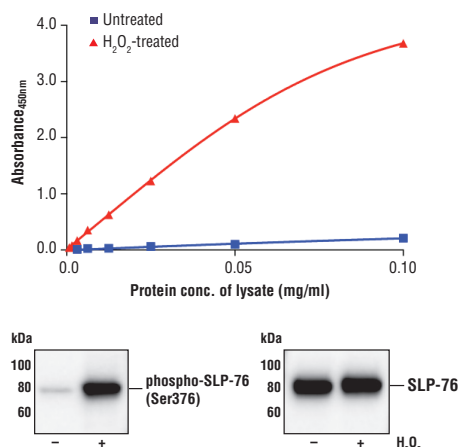 Untreated
H₂O₂-treated
4.0
3.0
2.0
1.0
0.0
Absorbance₄₅₀nm
0.0 0.05 0.10
Protein conc. of lysate (mg/ml)
kDa
100
80
60
phospho-SLP-76
(Ser376)
– +
kDa
100
80
60
SLP-76
– + H₂O₂